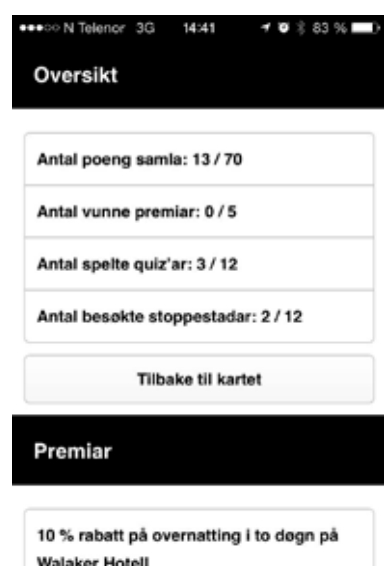 N Telenor 3G 14:41 83 %
Oversikt
Antal poeng samla: 13 / 70
Antal vunne premiar: 0 / 5
Antal spelte quiz'ar: 3 / 12
Antal besøkte stoppestadar: 2 / 12
Tilbake til kartet
Premiar
10 % rabatt på overnatting i to døgn på
Walaker Hotell